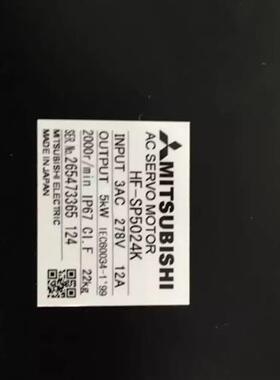 MITSUBISHI
AC SERVO MOTOR
HF-SP5024K
INPUT 3AC 278V 12A
OUTPUT 5kW IEC60034-1'99
2000r/min IP67 Cl.F 22kg
SER.No.265473365 124
MITSUBISHI ELECTRIC
MADE IN JAPAN